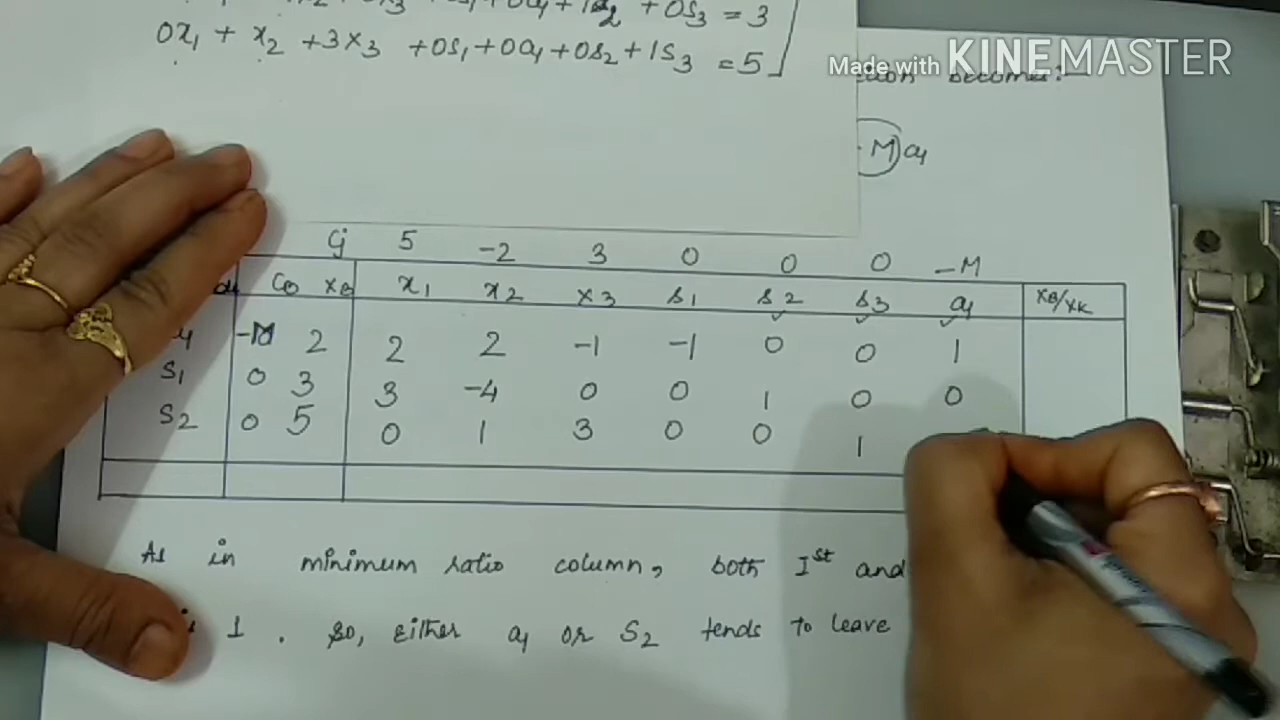 + 0S3 = 3
0x1 + x2 + 3x3 + 0s1 + 0a1 + 0s2 + 1s3 = 5
Made with KINEMASTER
becomes:-
M) a1
Cj 5 -2 3 0 0 0 -M
CB XB x1 x2 x3 s1 s2 s3 a1 XB/XK
-M 2 2 2 -1 -1 0 0 1
S1 0 3 3 -4 0 0 1 0 0
S2 0 5 0 1 3 0 0 1
As in minimum ratio column, both Ist and
1. So, either a1 or S2 tends to leave